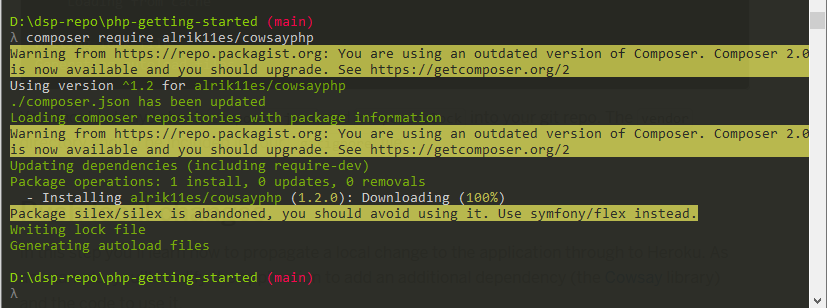 D:\dsp-repo\php-getting-started (main)
λ composer require alrik11es/cowsayphp
Warning from https://repo.packagist.org: You are using an outdated version of Composer. Composer 2.0
is now available and you should upgrade. See https://getcomposer.org/2
Using version ^1.2 for alrik11es/cowsayphp
./composer.json has been updated
Loading composer repositories with package information
Warning from https://repo.packagist.org: You are using an outdated version of Composer. Composer 2.0
is now available and you should upgrade. See https://getcomposer.org/2
Updating dependencies (including require-dev)
Package operations: 1 install, 0 updates, 0 removals
- Installing alrik11es/cowsayphp (1.2.0): Downloading (100%)
Package silex/silex is abandoned, you should avoid using it. Use symfony/flex instead.
Writing lock file
Generating autoload files
D:\dsp-repo\php-getting-started (main)
λ